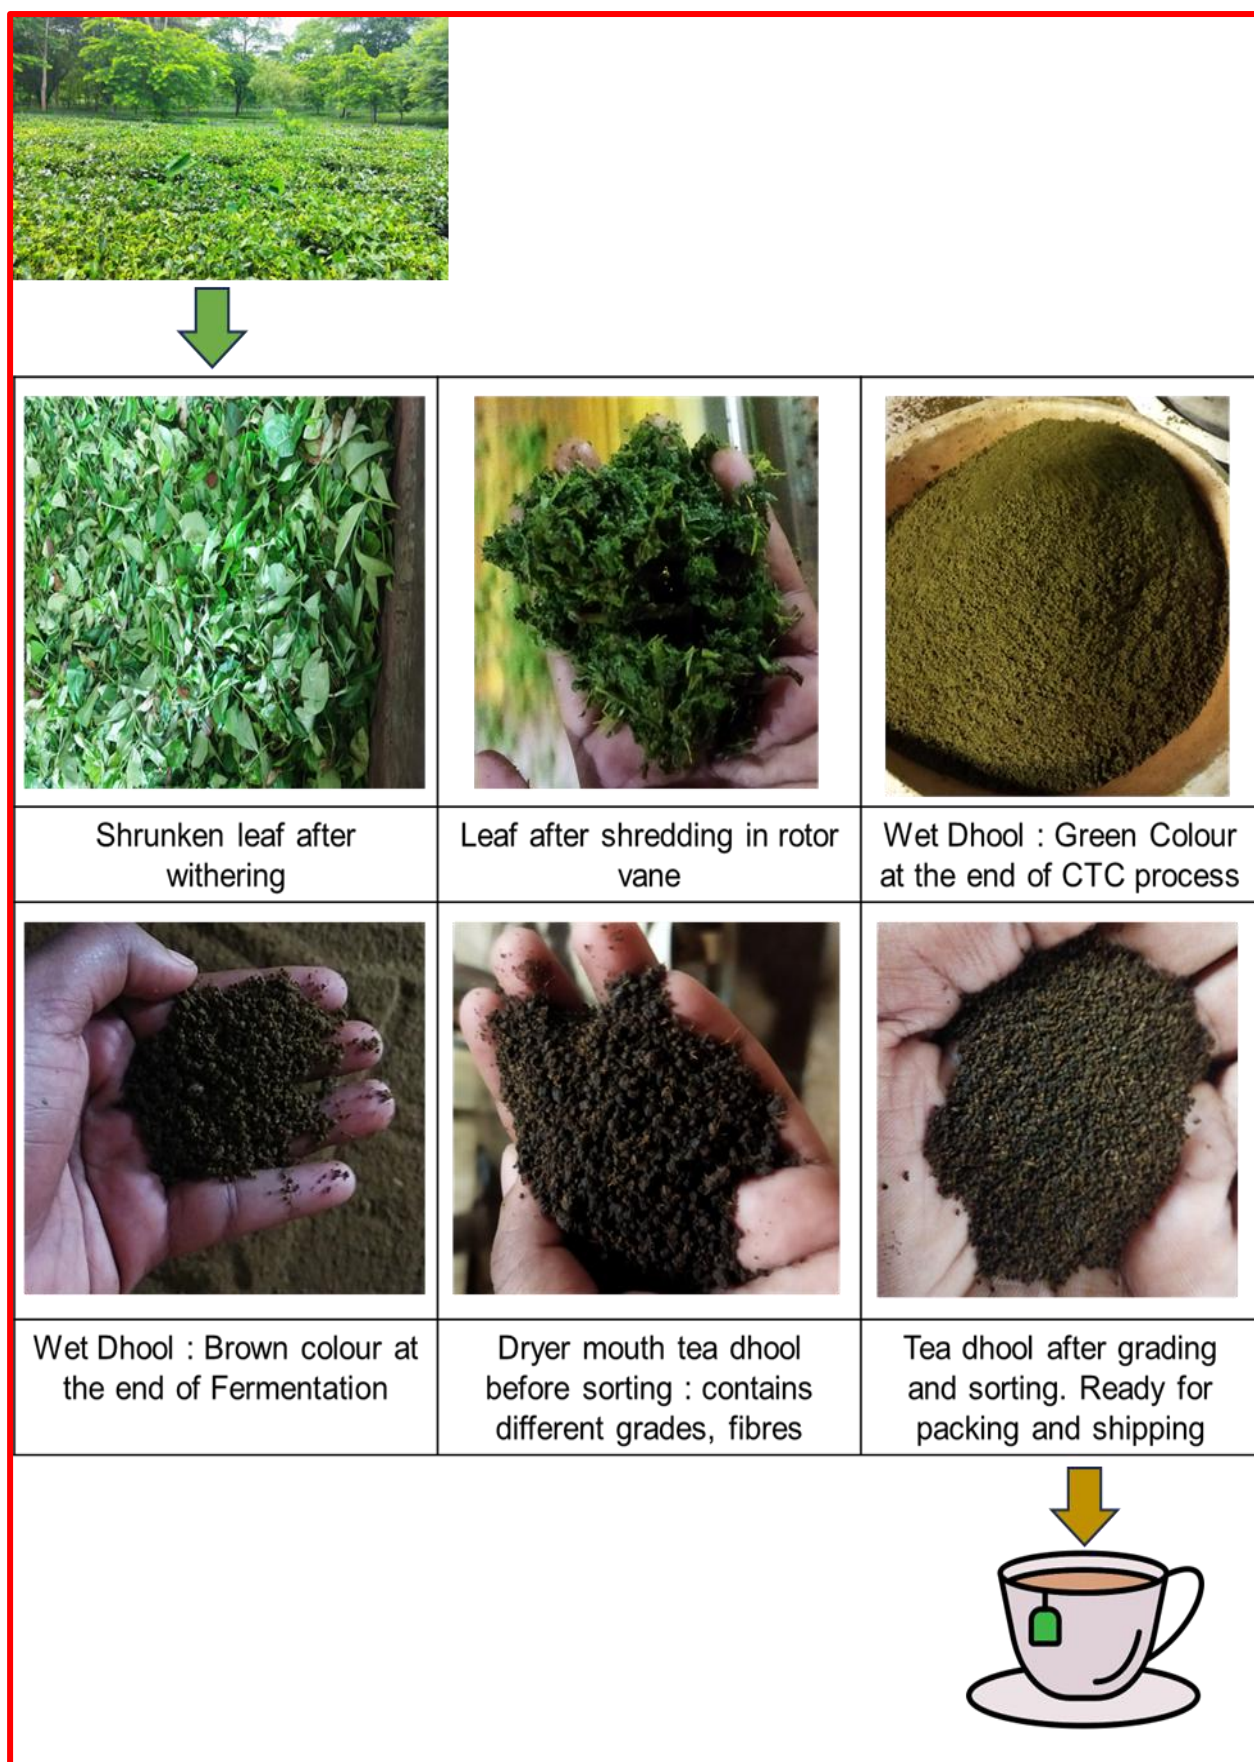 Shrunken leaf after
withering
Leaf after shredding in rotor
vane
Wet Dhool : Green Colour
at the end of CTC process
Wet Dhool : Brown colour at
the end of Fermentation
Dryer mouth tea dhool
before sorting : contains
different grades, fibres
Tea dhool after grading
and sorting. Ready for
packing and shipping